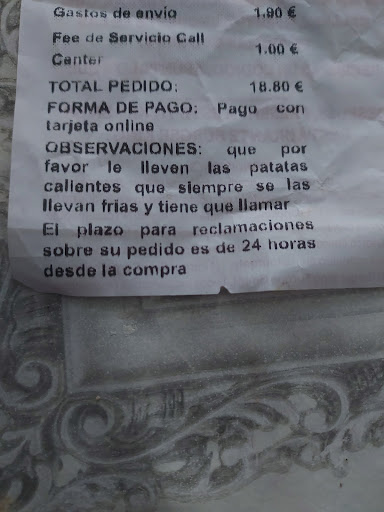 Gastos de envio 1.90 €
Fee de Servicio Call
Center 1.00 €
TOTAL PEDIDO: 18.80 €
FORMA DE PAGO: Pago con
tarjeta online
OBSERVACIONES: que por
favor le lleven las patatas
calientes que siempre se las
llevan frias y tiene que llamar
El plazo para reclamaciones
sobre su pedido es de 24 horas
desde la compra